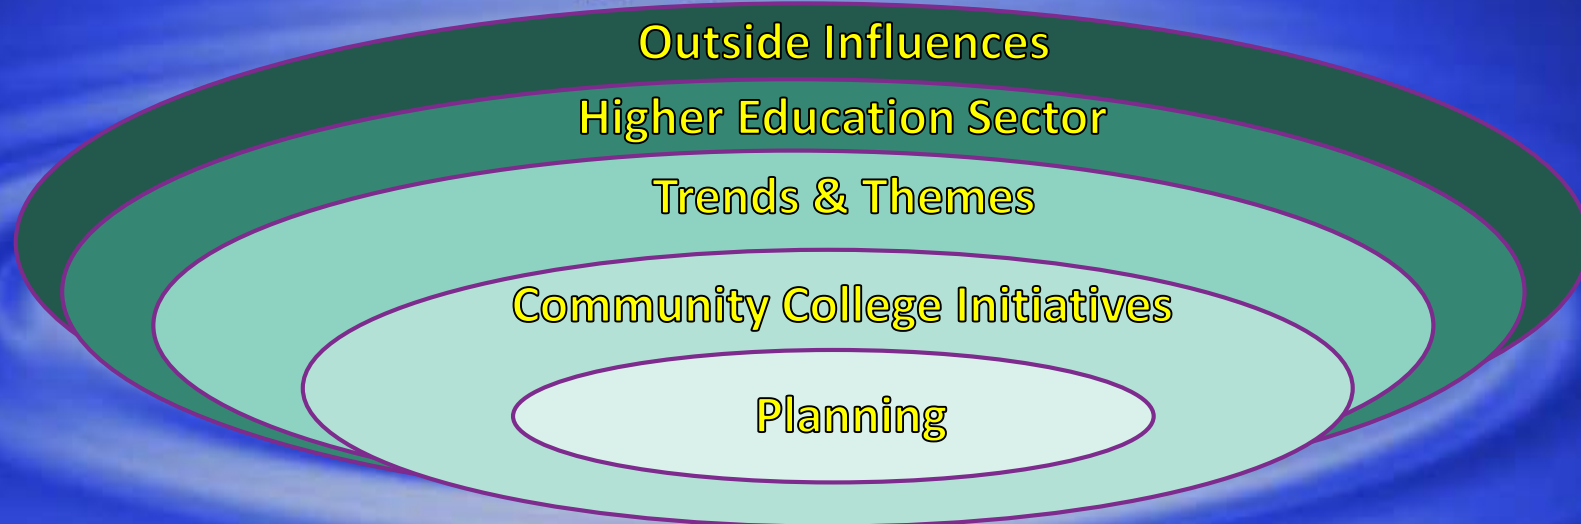 Outside Influences
Higher Education Sector
Trends & Themes
Community College Initiatives
Planning